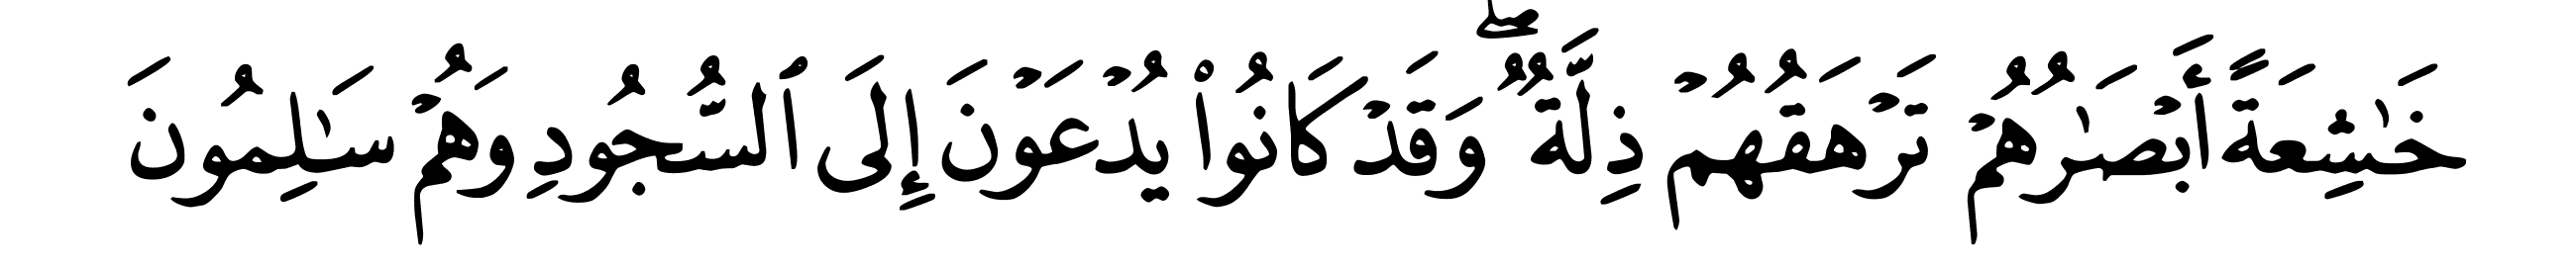 خَٰشِعَةً أَبْصَٰرُهُمْ تَرْهَقُهُمْ ذِلَّةٌۖ وَقَدْ كَانُوا۟ يُدْعَوْنَ إِلَى ٱلسُّجُودِ وَهُمْ سَٰلِمُونَ